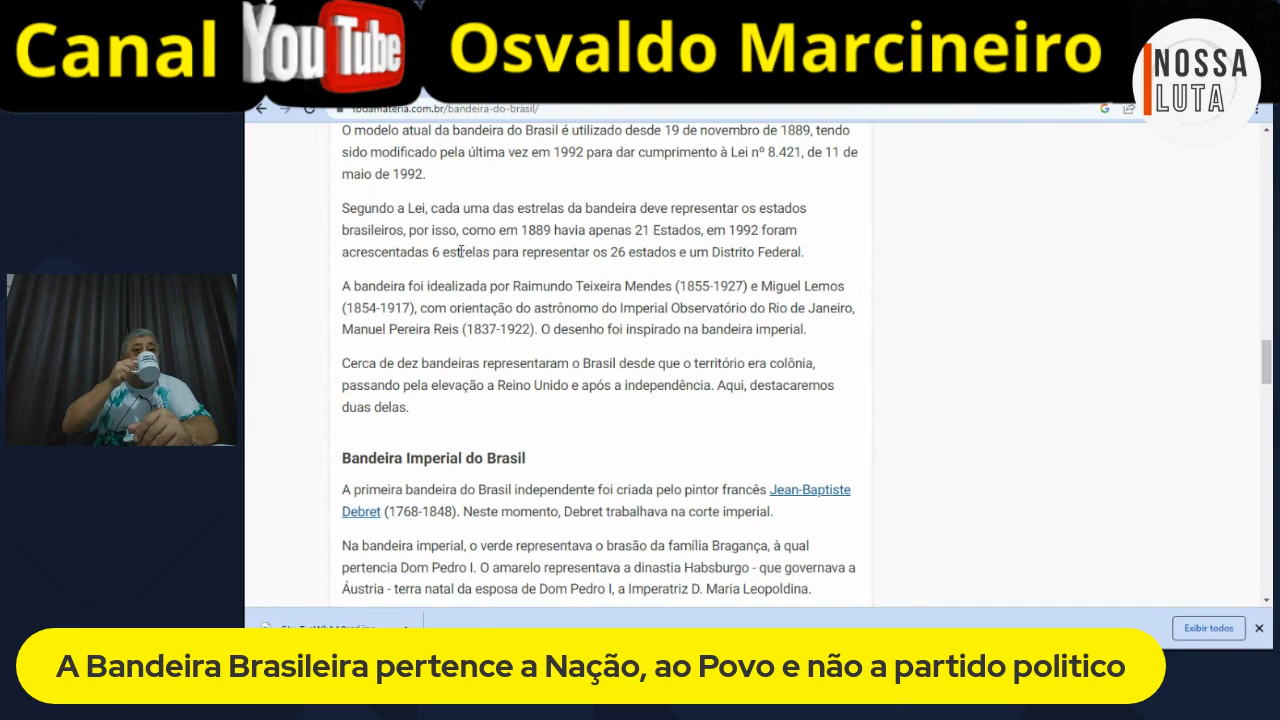 Canal YouTube Osvaldo Marcineiro
NOSSA
LUTA
todamateria.com.br/bandeira-do-brasil/
O modelo atual da bandeira do Brasil é utilizado desde 19 de novembro de 1889, tendo
sido modificado pela última vez em 1992 para dar cumprimento à Lei nº 8.421, de 11 de
maio de 1992.
Segundo a Lei, cada uma das estrelas da bandeira deve representar os estados
brasileiros, por isso, como em 1889 havia apenas 21 Estados, em 1992 foram
acrescentadas 6 estrelas para representar os 26 estados e um Distrito Federal.
A bandeira foi idealizada por Raimundo Teixeira Mendes (1855-1927) e Miguel Lemos
(1854-1917), com orientação do astrônomo do Imperial Observatório do Rio de Janeiro,
Manuel Pereira Reis (1837-1922). O desenho foi inspirado na bandeira imperial.
Cerca de dez bandeiras representaram o Brasil desde que o território era colônia,
passando pela elevação a Reino Unido e após a independência. Aqui, destacaremos
duas delas.
Bandeira Imperial do Brasil
A primeira bandeira do Brasil independente foi criada pelo pintor francês Jean-Baptiste
Debret (1768-1848). Neste momento, Debret trabalhava na corte imperial.
Na bandeira imperial, o verde representava o brasão da família Bragança, à qual
pertencia Dom Pedro I. O amarelo representava a dinastia Habsburgo - que governava a
Áustria - terra natal da esposa de Dom Pedro I, a Imperatriz D. Maria Leopoldina.
Exibir todos
A Bandeira Brasileira pertence a Nação, ao Povo e não a partido politico